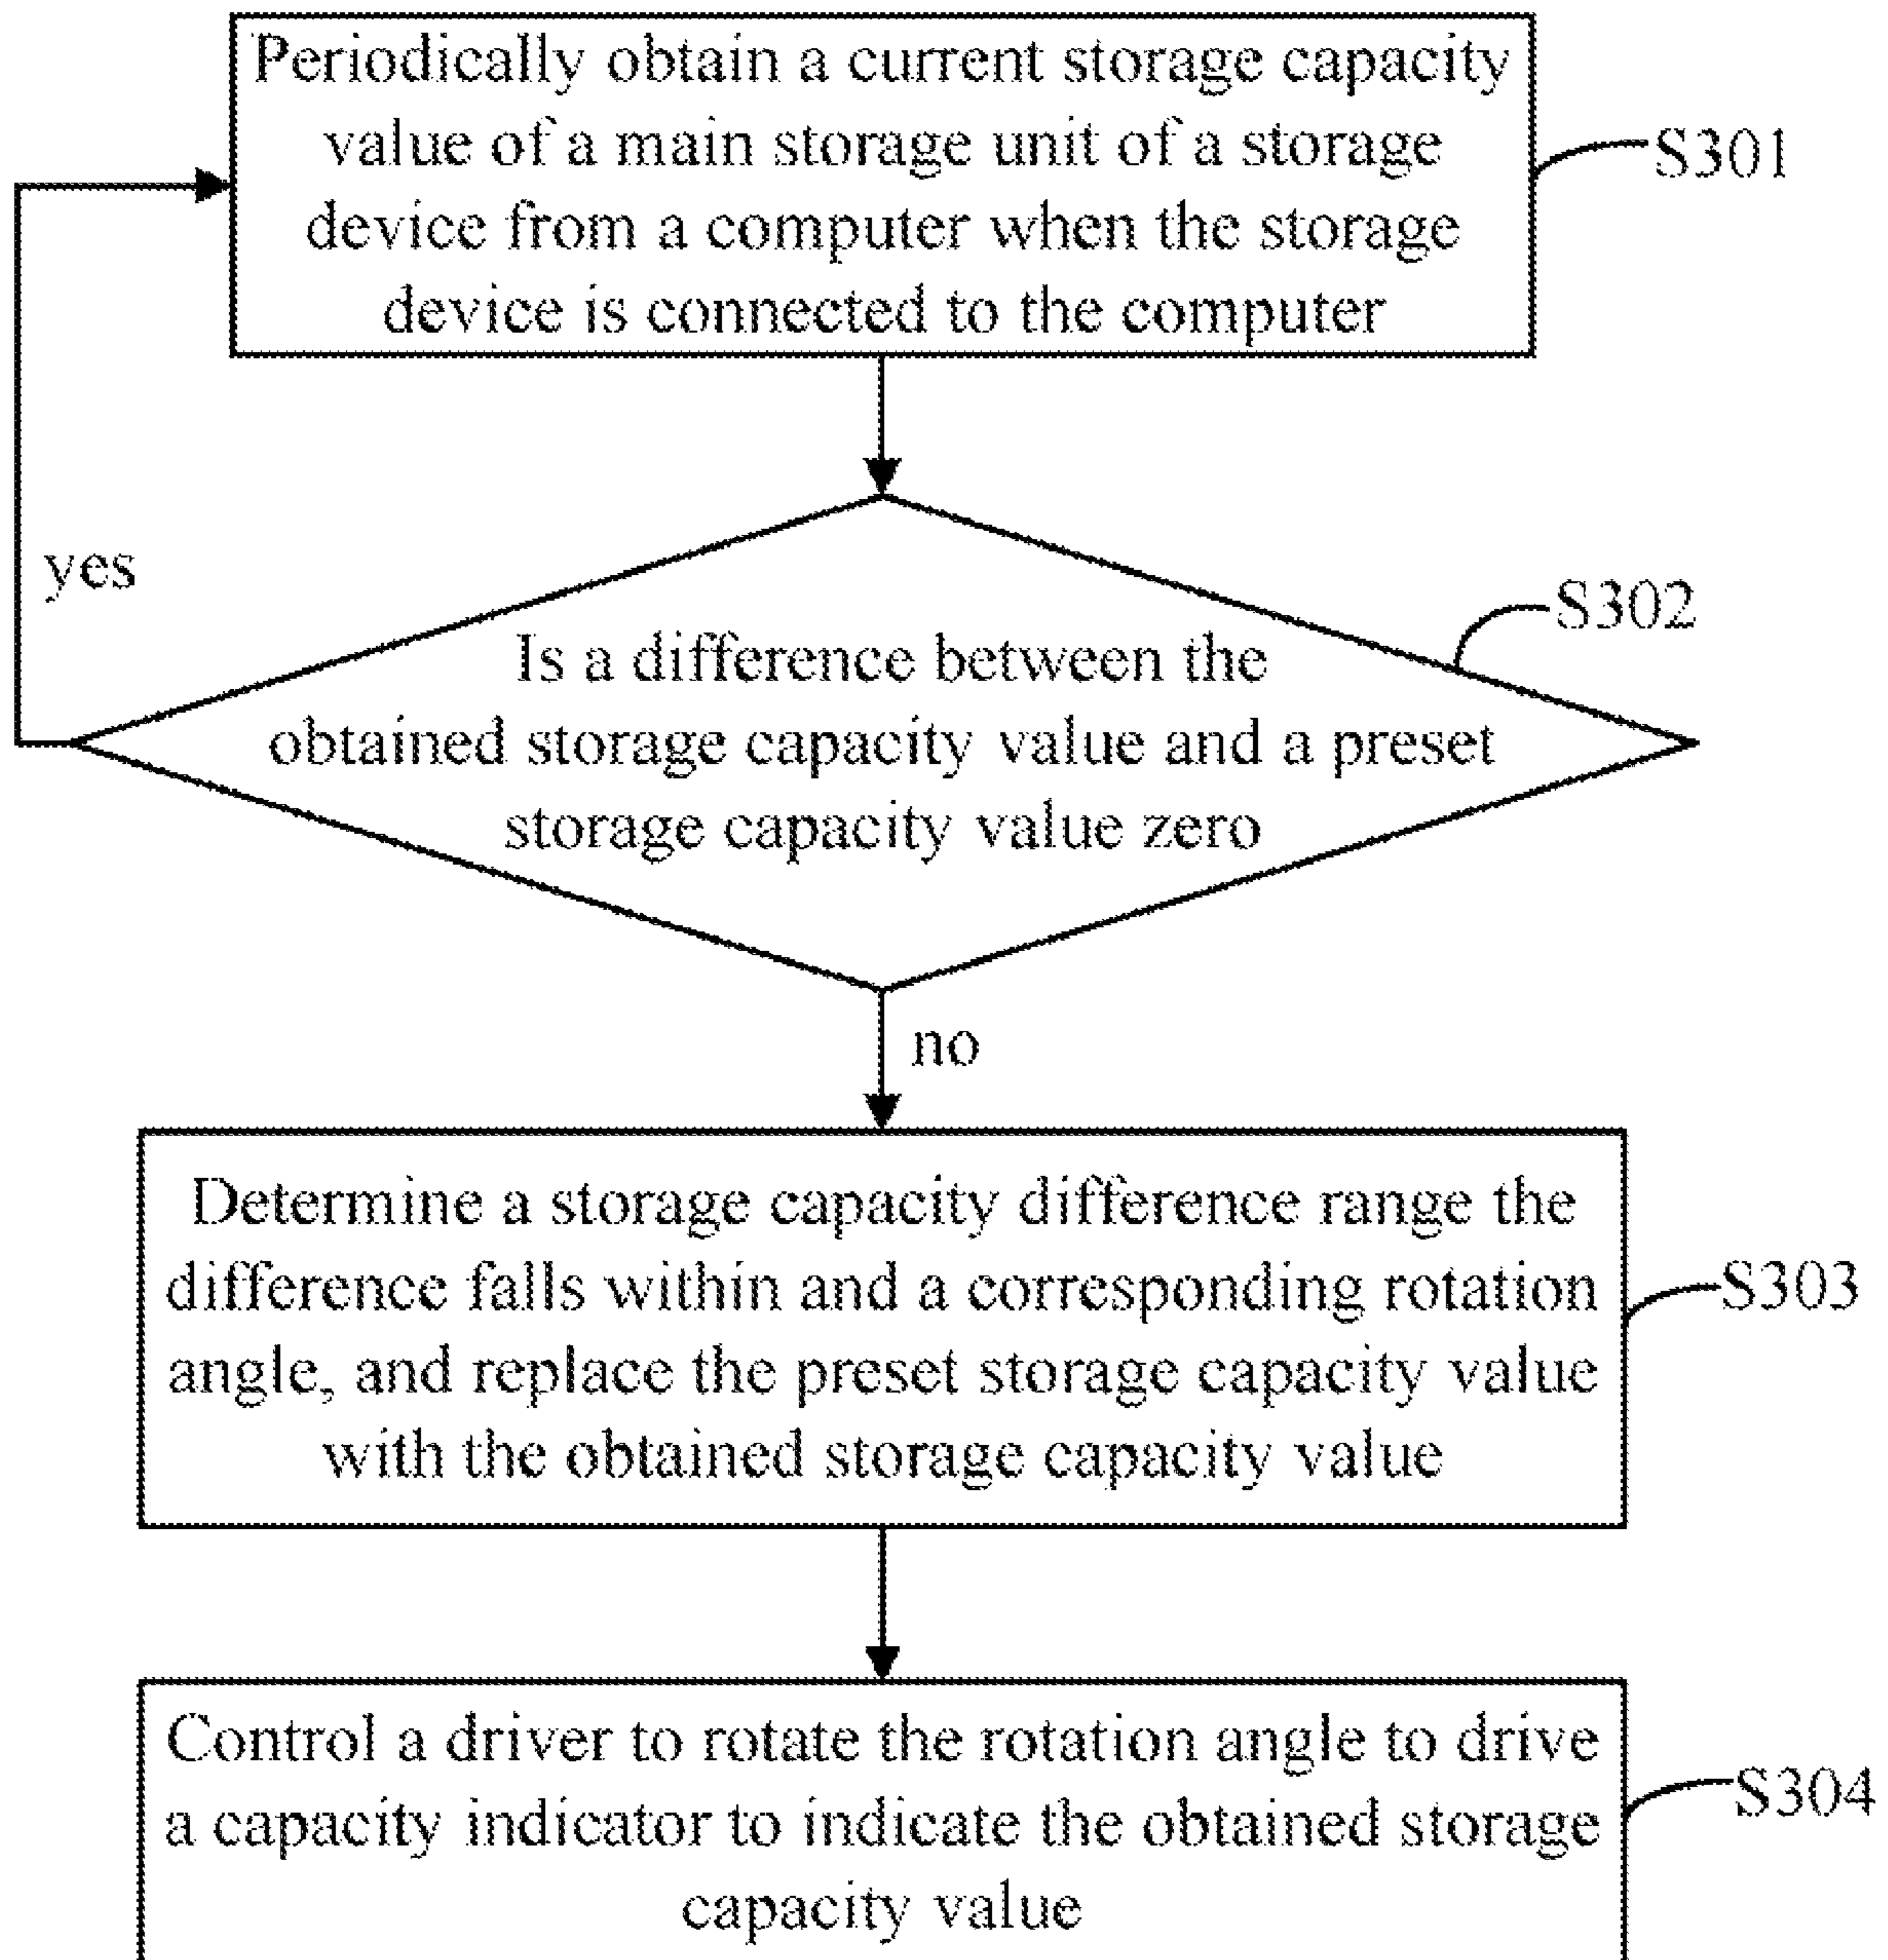 Periodically obtain a current storage capacity
value of a main storage unit of a storage
device from a computer when the storage
device is connected to the computer
S301
yes
S302
Is a difference between the
obtained storage capacity value and a preset
storage capacity value zero
no
Determine a storage capacity difference range the
difference falls within and a corresponding rotation
angle, and replace the preset storage capacity value
with the obtained storage capacity value
S303
Control a driver to rotate the rotation angle to drive
a capacity indicator to indicate the obtained storage
capacity value
S304